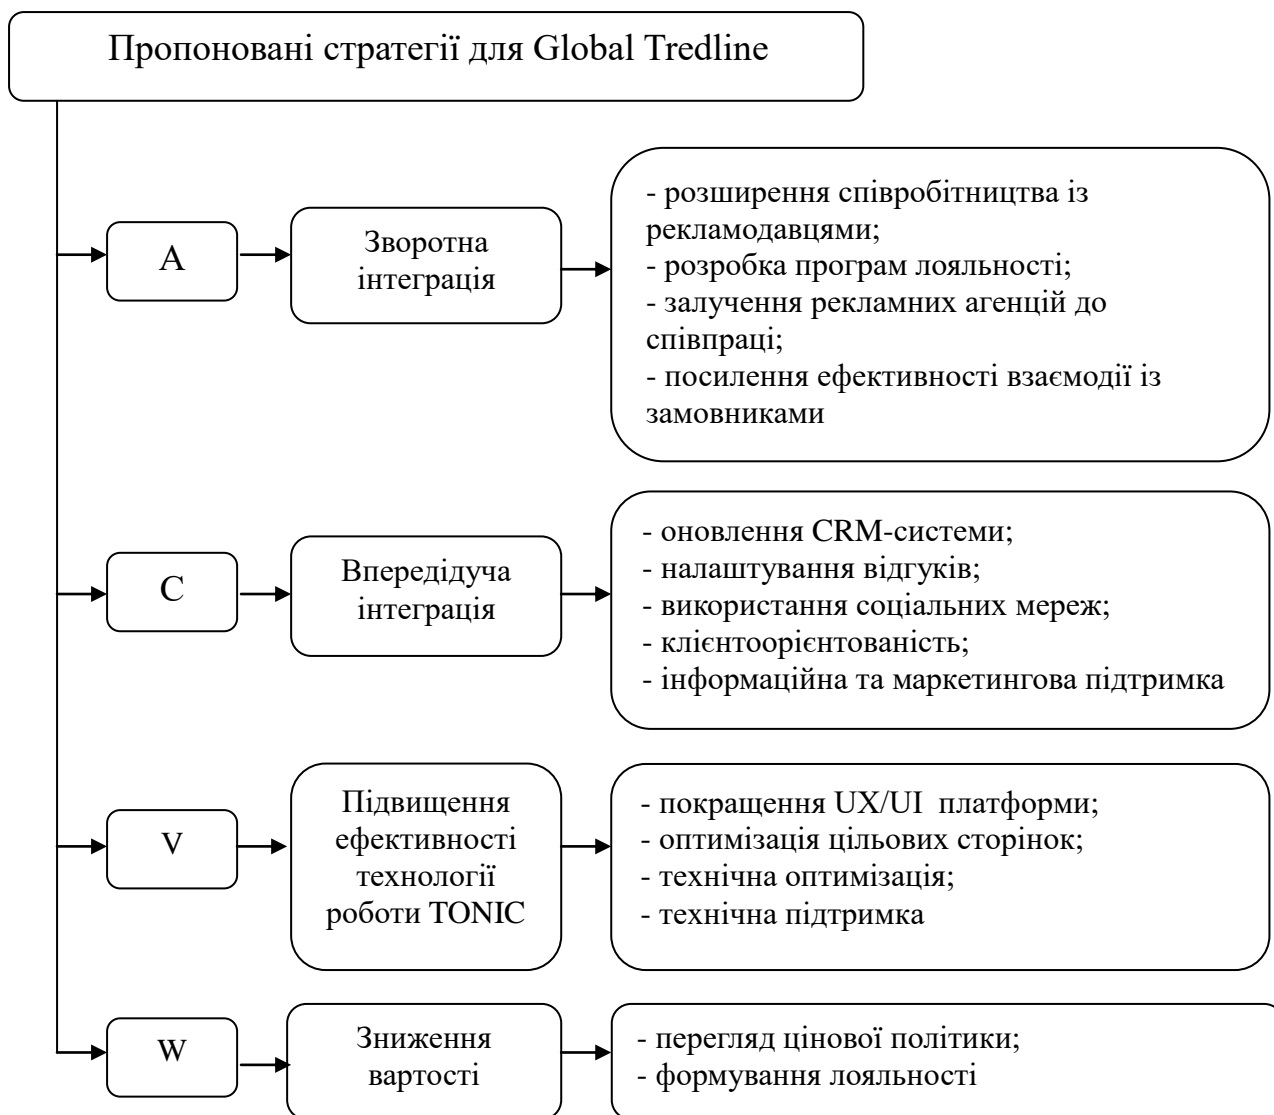 Пропоновані стратегії для Global Tredline
A
Зворотна
інтеграція
- розширення співробітництва із
рекламодавцями;
- розробка програм лояльності;
- залучення рекламних агенцій до
співпраці;
- посилення ефективності взаємодії із
замовниками
C
Впередідуча
інтеграція
- оновлення CRM-системи;
- налаштування відгуків;
- використання соціальних мереж;
- клієнтоорієнтованість;
- інформаційна та маркетингова підтримка
V
Підвищення
ефективності
технології
роботи TONIC
- покращення UX/UI  платформи;
- оптимізація цільових сторінок;
- технічна оптимізація;
- технічна підтримка
W
Зниження
вартості
- перегляд цінової політики;
- формування лояльності